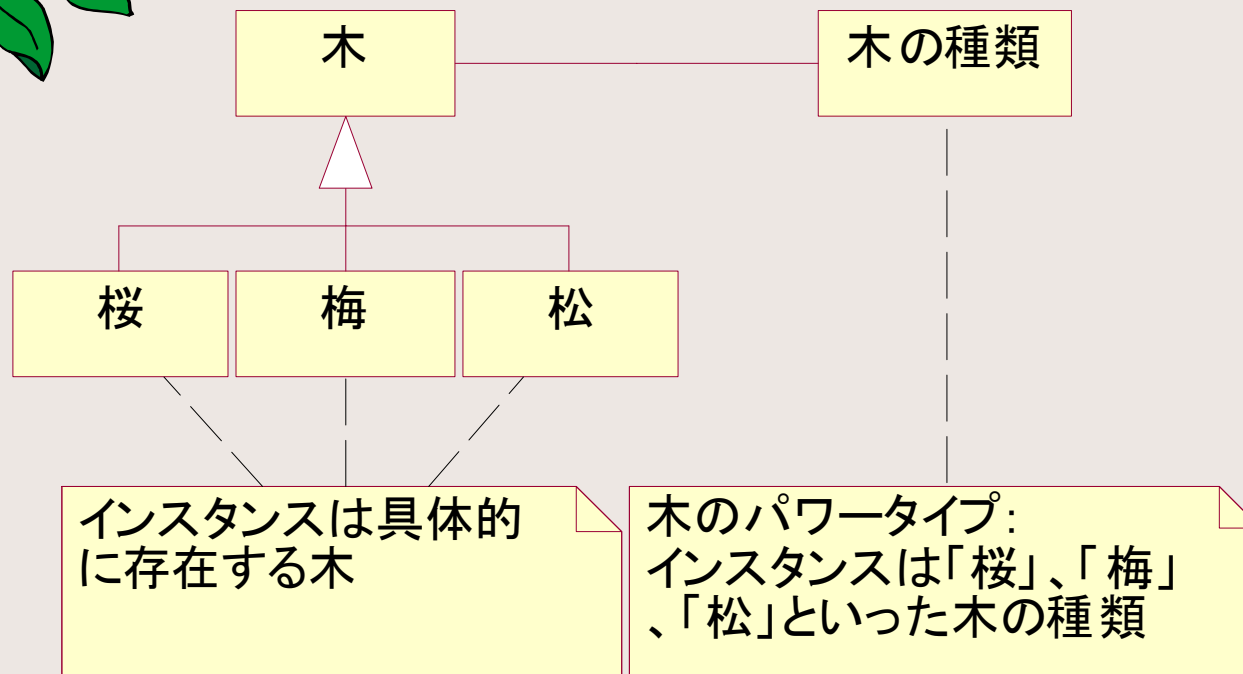 木
木の種類
桜
梅
松
インスタンスは具体的
に存在する木
木のパワータイプ:
インスタンスは「桜」、「梅」
、「松」といった木の種類